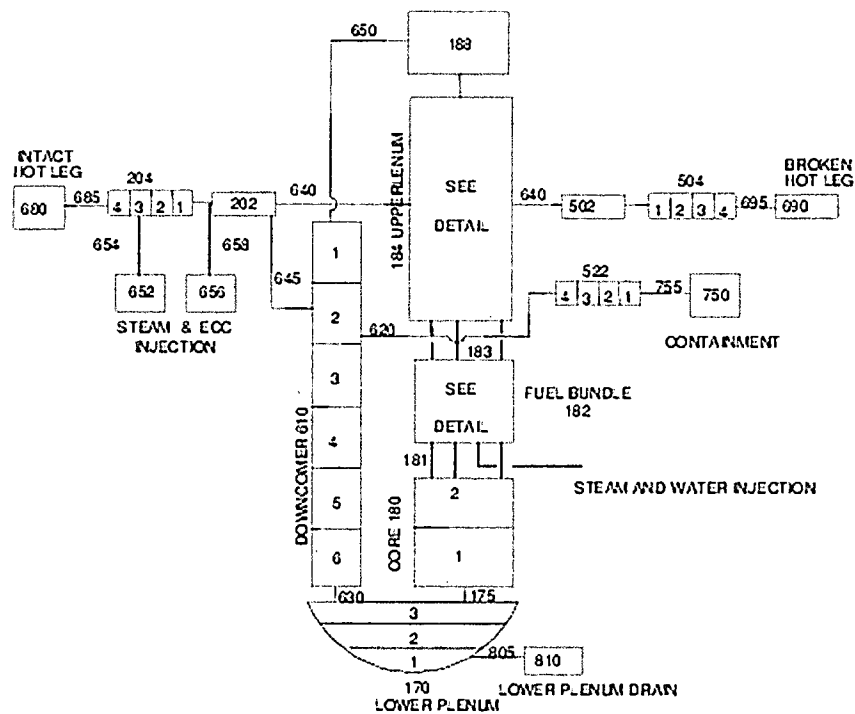 650
188
INTACT
HOT LEG
680
685
204
4 3 2 1
202
640
184 UPPERPLENUM
SEE
DETAIL
640
502
504
1 2 3 4
695
BROKEN
HOT LEG
690
654
658
645
652
656
STEAM & ECC
INJECTION
1
2
3
4
5
6
DOWNCOMER 610
620
522
4 3 2 1
755
750
CONTAINMENT
183
SEE
DETAIL
FUEL BUNDLE
182
181
STEAM AND WATER INJECTION
CORE 180
2
1
630
175
3
2
1
805
810
170
LOWER PLENUM
LOWER PLENUM DRAIN